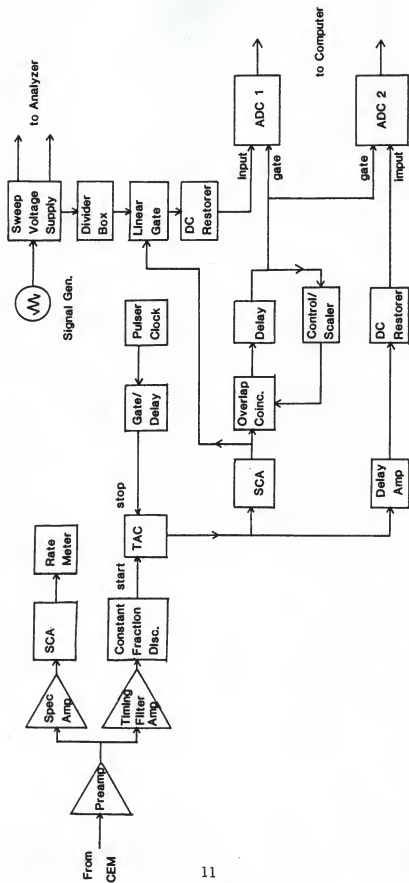 From
CEM
Preamp
Spec
Amp
SCA
Rate
Meter
Timing
Filter
Amp
Constant
Fraction
Disc.
start
TAC
stop
Gate/
Delay
Pulser
Clock
Signal Gen.
Sweep
Voltage
Supply
to Analyzer
Divider
Box
Linear
Gate
DC
Restorer
Input
gate
ADC 1
to Computer
SCA
Overlap
Coinc.
Delay
Control/
Scaler
Delay
Amp
DC
Restorer
gate
imput
ADC 2
11